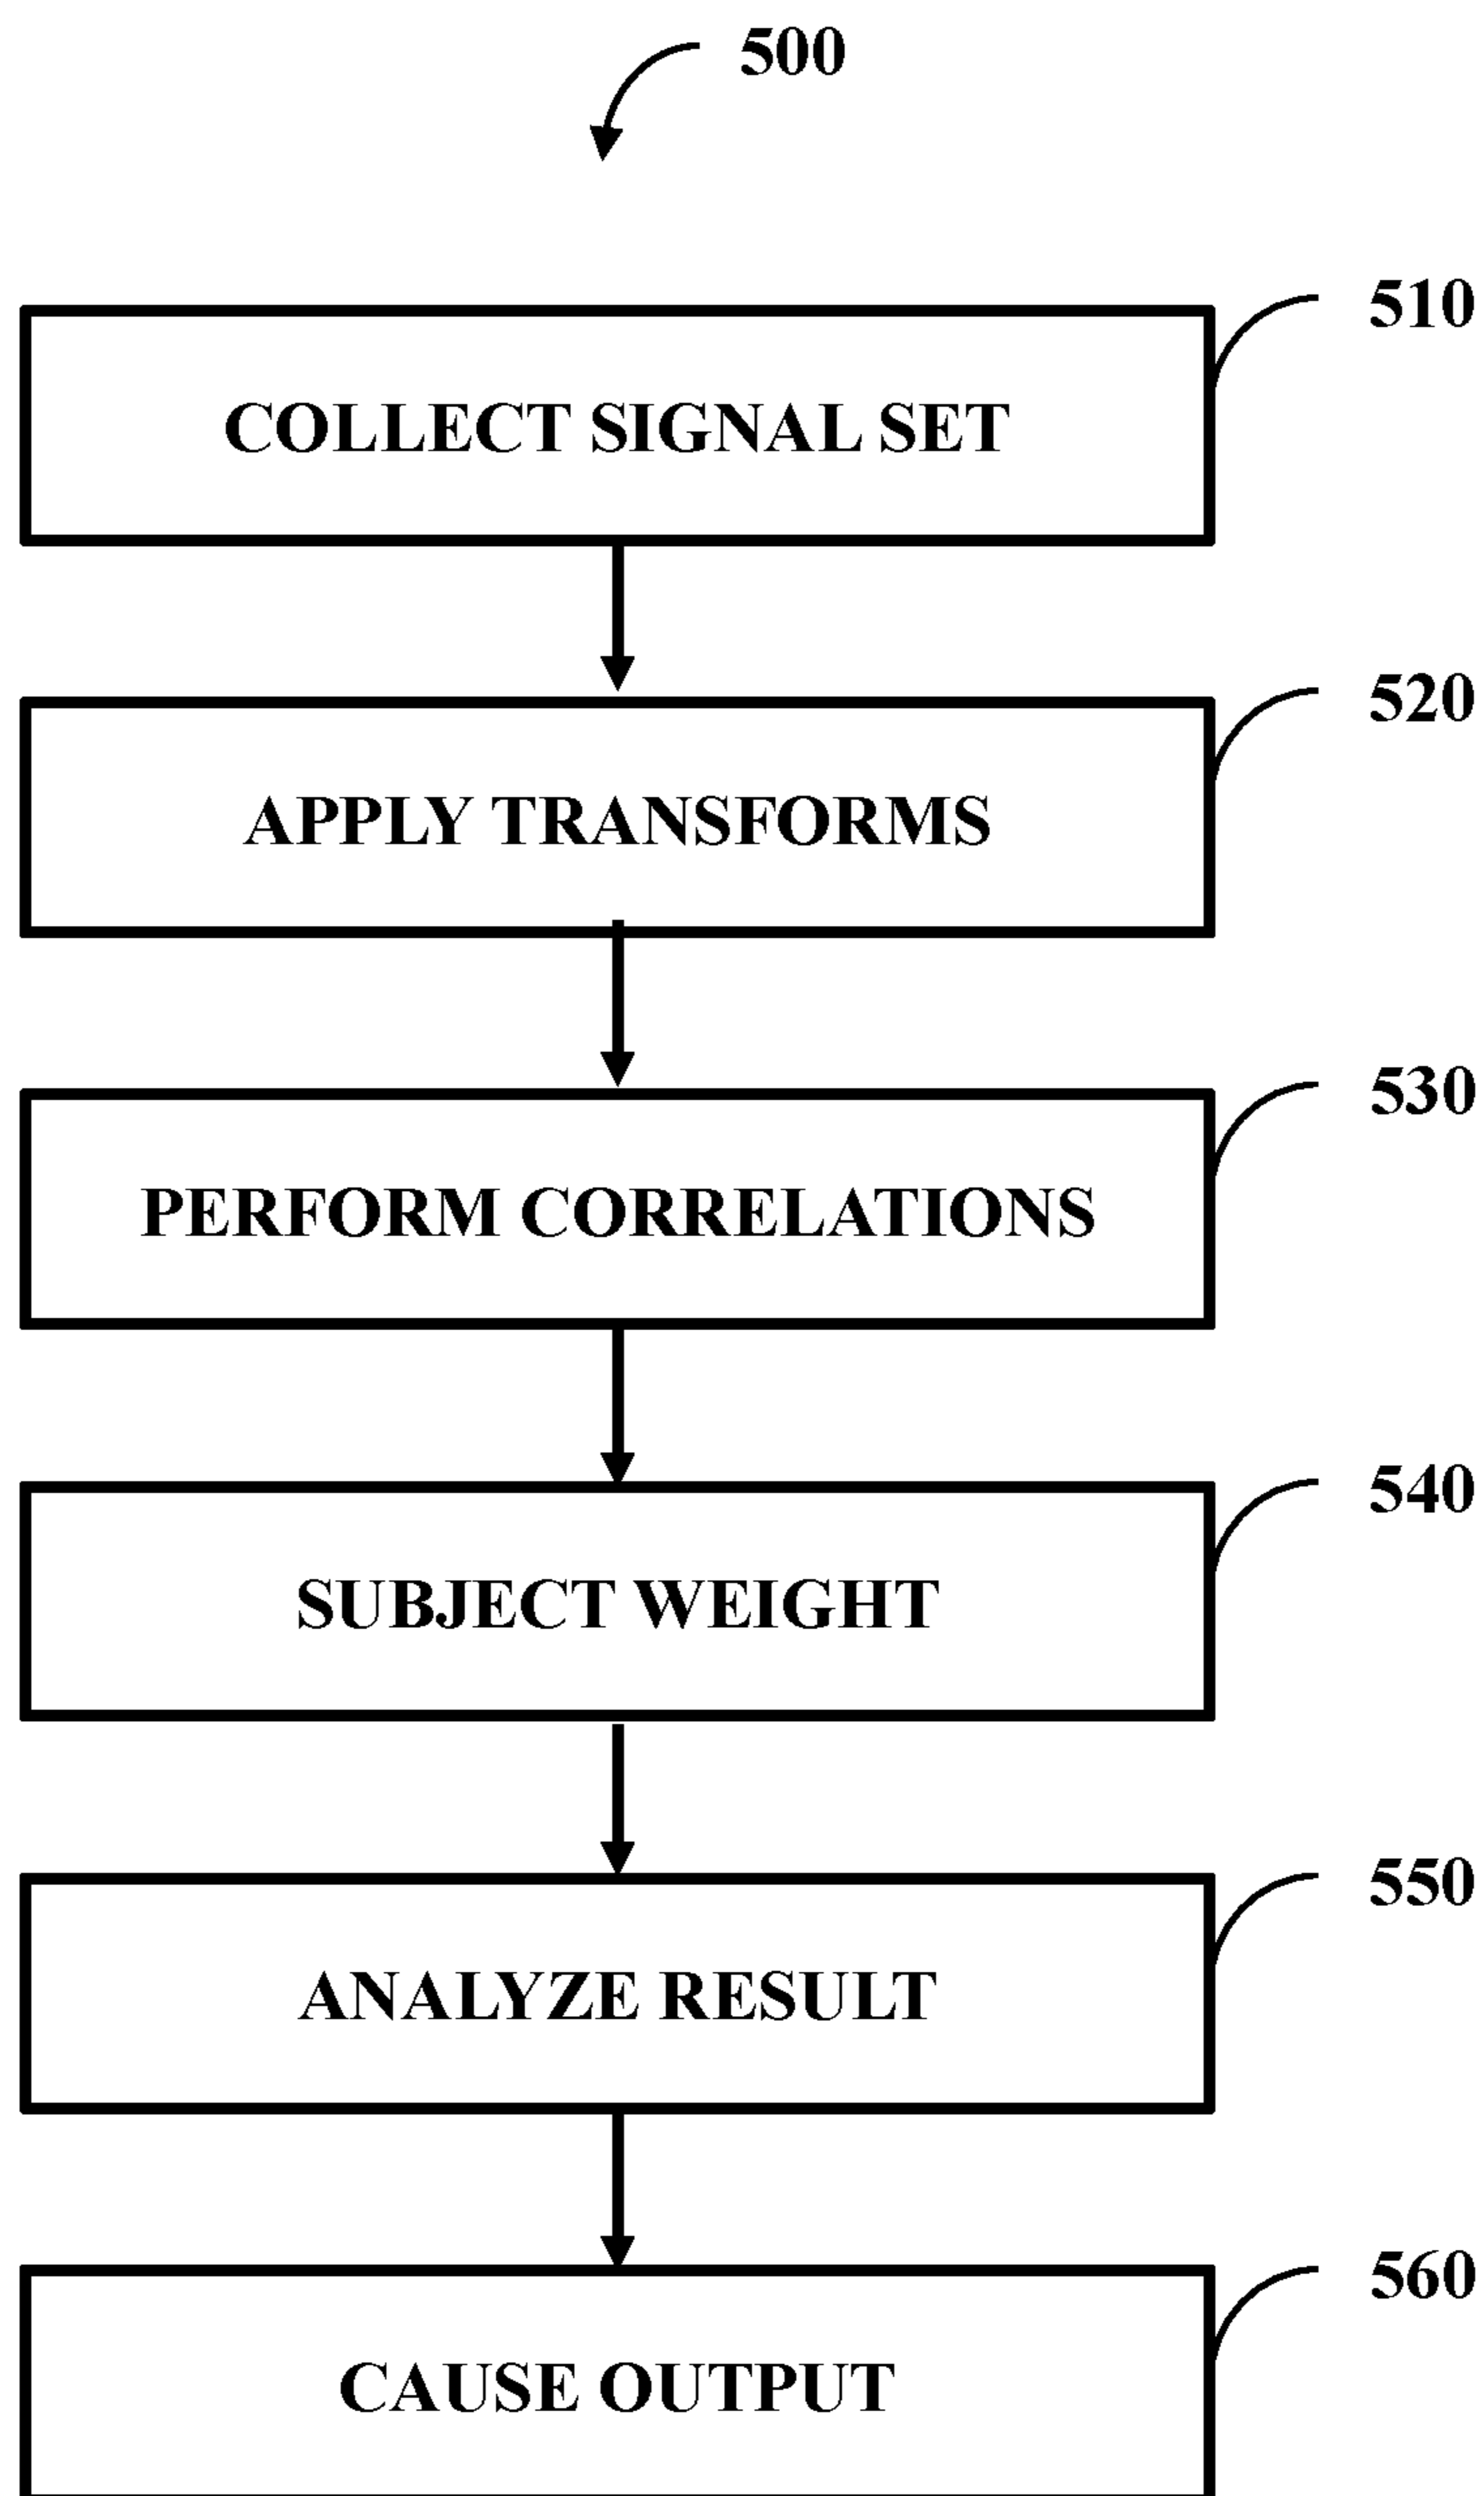 500
510
COLLECT SIGNAL SET
520
APPLY TRANSFORMS
530
PERFORM CORRELATIONS
540
SUBJECT WEIGHT
550
ANALYZE RESULT
560
CAUSE OUTPUT